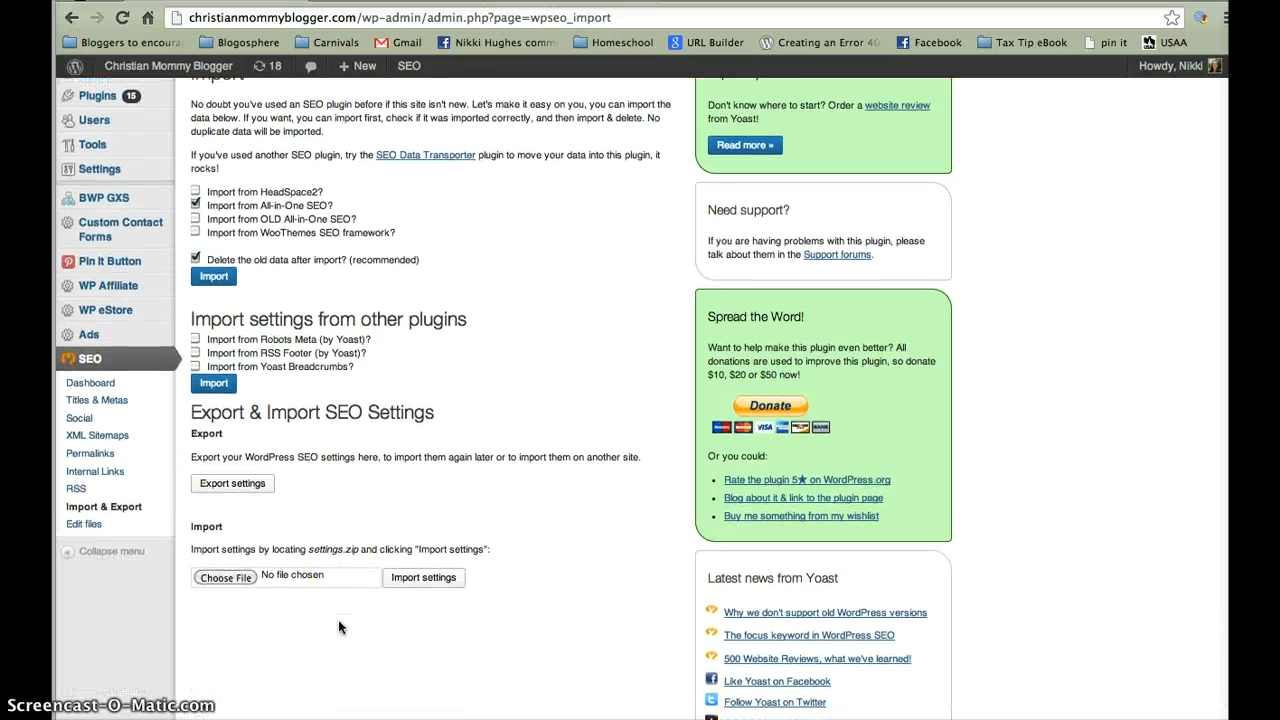 christianmommyblogger.com/wp-admin/admin.php?page=wpseo_import
Bloggers to encoura
Blogosphere
Carnivals
Gmail
Nikki Hughes comm
Homeschool
URL Builder
Creating an Error 40
Facebook
Tax Tip eBook
pin it
USAA
Christian Mommy Blogger
18
+ New
SEO
Howdy, Nikki
Plugins 15
Users
Tools
Settings
BWP GXS
Custom Contact
Forms
Pin It Button
WP Affiliate
WP eStore
Ads
SEO
Dashboard
Titles & Metas
Social
XML Sitemaps
Permalinks
Internal Links
RSS
Import & Export
Edit files
Collapse menu
Import
No doubt you've used an SEO plugin before if this site isn't new. Let's make it easy on you, you can import the
data below. If you want, you can import first, check if it was imported correctly, and then import & delete. No
duplicate data will be imported.
If you've used another SEO plugin, try the SEO Data Transporter plugin to move your data into this plugin, it
rocks!
Import from HeadSpace2?
Import from All-in-One SEO?
Import from OLD All-in-One SEO?
Import from WooThemes SEO framework?
Delete the old data after import? (recommended)
Import
Import settings from other plugins
Import from Robots Meta (by Yoast)?
Import from RSS Footer (by Yoast)?
Import from Yoast Breadcrumbs?
Import
Export & Import SEO Settings
Export
Export your WordPress SEO settings here, to import them again later or to import them on another site.
Export settings
Import
Import settings by locating settings.zip and clicking "Import settings":
Choose File No file chosen
Import settings
Don't know where to start? Order a website review
from Yoast!
Read more »
Need support?
If you are having problems with this plugin, please
talk about them in the Support forums.
Spread the Word!
Want to help make this plugin even better? All
donations are used to improve this plugin, so donate
$10, $20 or $50 now!
Donate
VISA
Or you could:
Rate the plugin 5★ on WordPress.org
Blog about it & link to the plugin page
Buy me something from my wishlist
Latest news from Yoast
Why we don't support old WordPress versions
The focus keyword in WordPress SEO
500 Website Reviews, what we've learned!
Like Yoast on Facebook
Follow Yoast on Twitter
Screencast-O-Matic.com